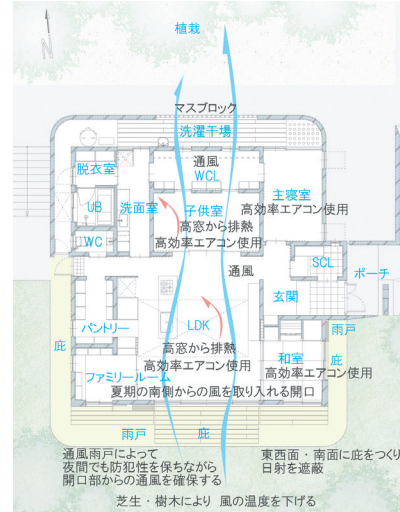 N
植栽
マスブロック
洗濯干場
脱衣室
通風
WCL
主寝室
高効率エアコン使用
UB
洗面室
子供室
高窓から排熱
高効率エアコン使用
WC
通風
SCL
ポーチ
玄関
パントリー
LDK
高窓から排熱
高効率エアコン使用
雨戸
庇
庇
和室
高効率エアコン使用
ファミリールーム
夏期の南側からの風を取り入れる開口
雨戸
庇
通風雨戸によって
夜間でも防犯性を保ちながら
開口部からの通風を確保する
東西面・南面に庇をつくり
日射を遮蔽
芝生・樹木により 風の温度を下げる